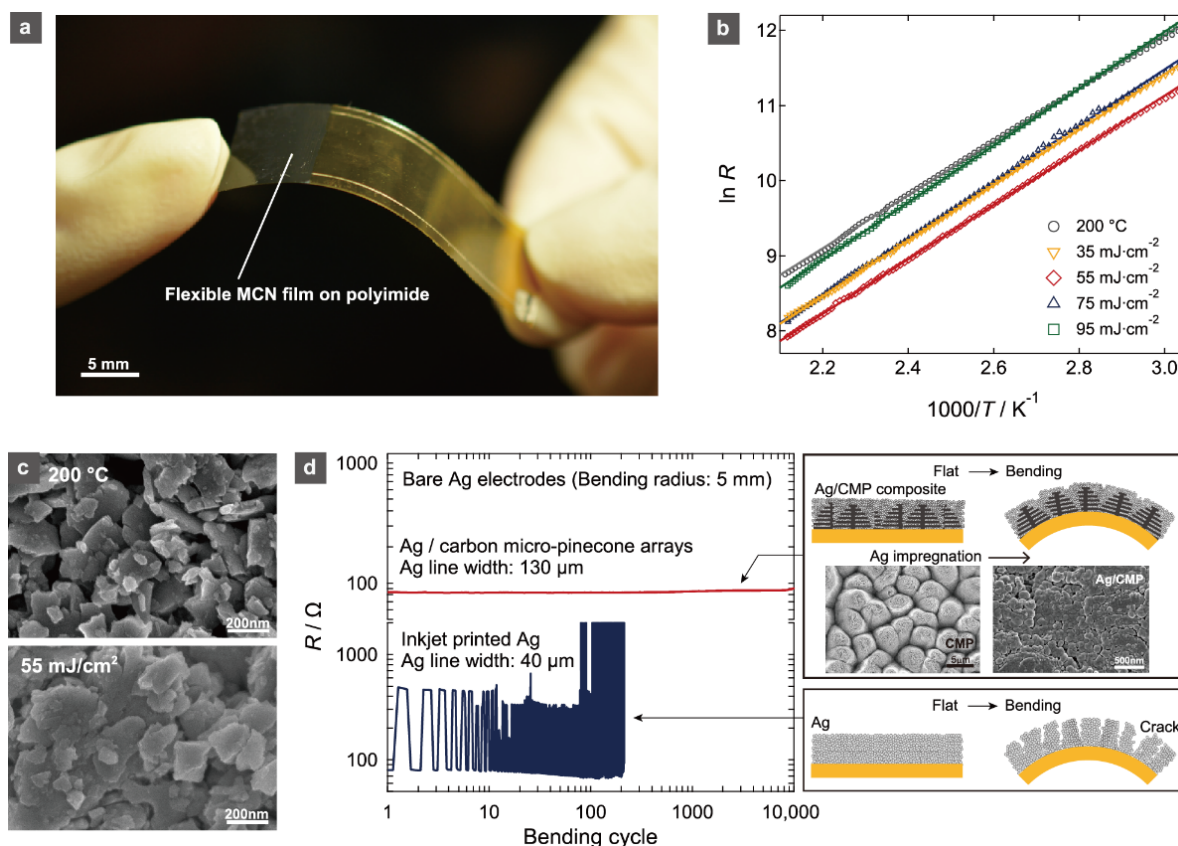 a
Flexible MCN film on polyimide
5 mm
b
ln R
12
11
10
9
8
2.2 2.4 2.6 2.8 3.0
1000/T / K⁻¹
200 °C
35 mJ·cm⁻²
55 mJ·cm⁻²
75 mJ·cm⁻²
95 mJ·cm⁻²
c
200 °C
200nm
55 mJ/cm²
200nm
d
R / Ω
1000
100
1000
100
1 10 100 1000 10,000
Bending cycle
Bare Ag electrodes (Bending radius: 5 mm)
Ag / carbon micro-pinecone arrays
Ag line width: 130 μm
Inkjet printed Ag
Ag line width: 40 μm
Flat → Bending
Ag/CMP composite
Ag impregnation
CMP
5μm
Ag/CMP
500nm
Flat → Bending
Ag
Crack